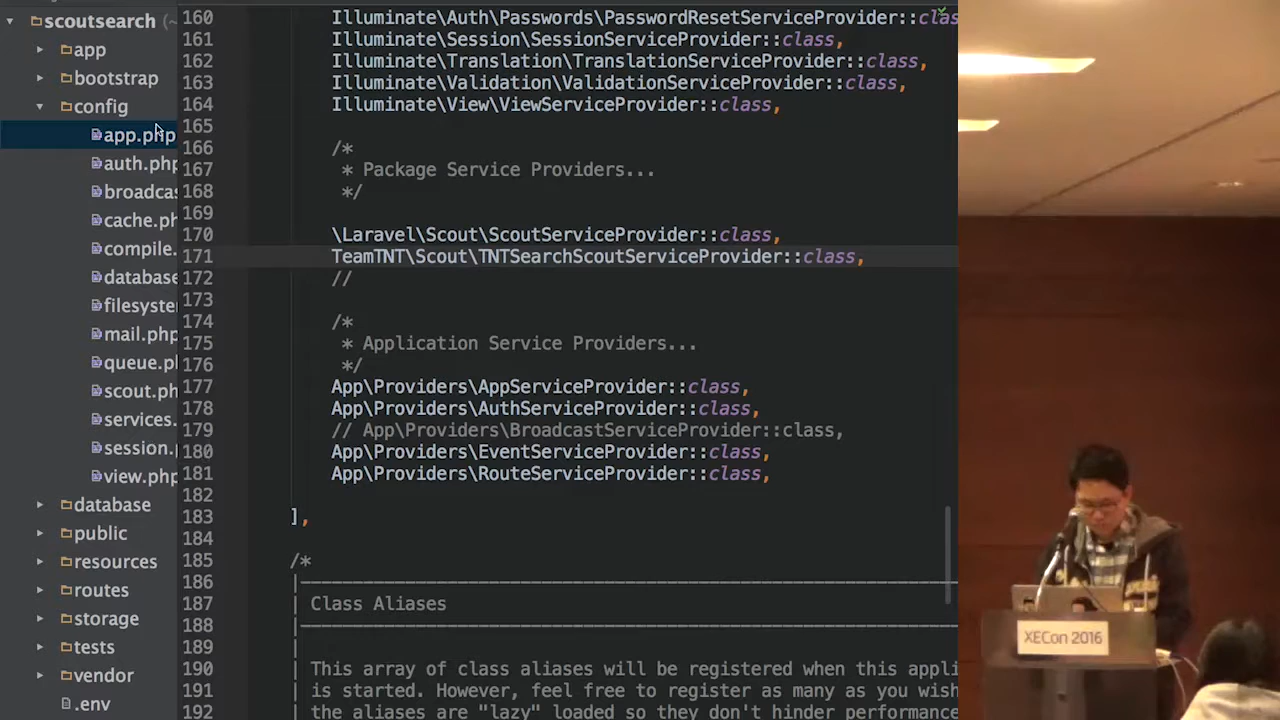 scoutsearch (~
app
bootstrap
config
app.php
auth.php
broadcas
cache.ph
compile.
database
filesyste
mail.php
queue.pl
scout.ph
services.
session.
view.php
database
public
resources
routes
storage
tests
vendor
.env
160 Illuminate\Auth\Passwords\PasswordResetServiceProvider::clas
161 Illuminate\Session\SessionServiceProvider::class,
162 Illuminate\Translation\TranslationServiceProvider::class,
163 Illuminate\Validation\ValidationServiceProvider::class,
164 Illuminate\View\ViewServiceProvider::class,
165
166 /*
167 * Package Service Providers...
168 */
169
170 \Laravel\Scout\ScoutServiceProvider::class,
171 TeamTNT\Scout\TNTSearchScoutServiceProvider::class,
172 //
173
174 /*
175 * Application Service Providers...
176 */
177 App\Providers\AppServiceProvider::class,
178 App\Providers\AuthServiceProvider::class,
179 // App\Providers\BroadcastServiceProvider::class,
180 App\Providers\EventServiceProvider::class,
181 App\Providers\RouteServiceProvider::class,
182
183 ],
184
185 /*
186 |--------------------------------------------------------------------------
187 | Class Aliases
188 |--------------------------------------------------------------------------
189 |
190 | This array of class aliases will be registered when this appli
191 | is started. However, feel free to register as many as you wish
192 | the aliases are "lazy" loaded so they don't hinder performance
XECon 2016